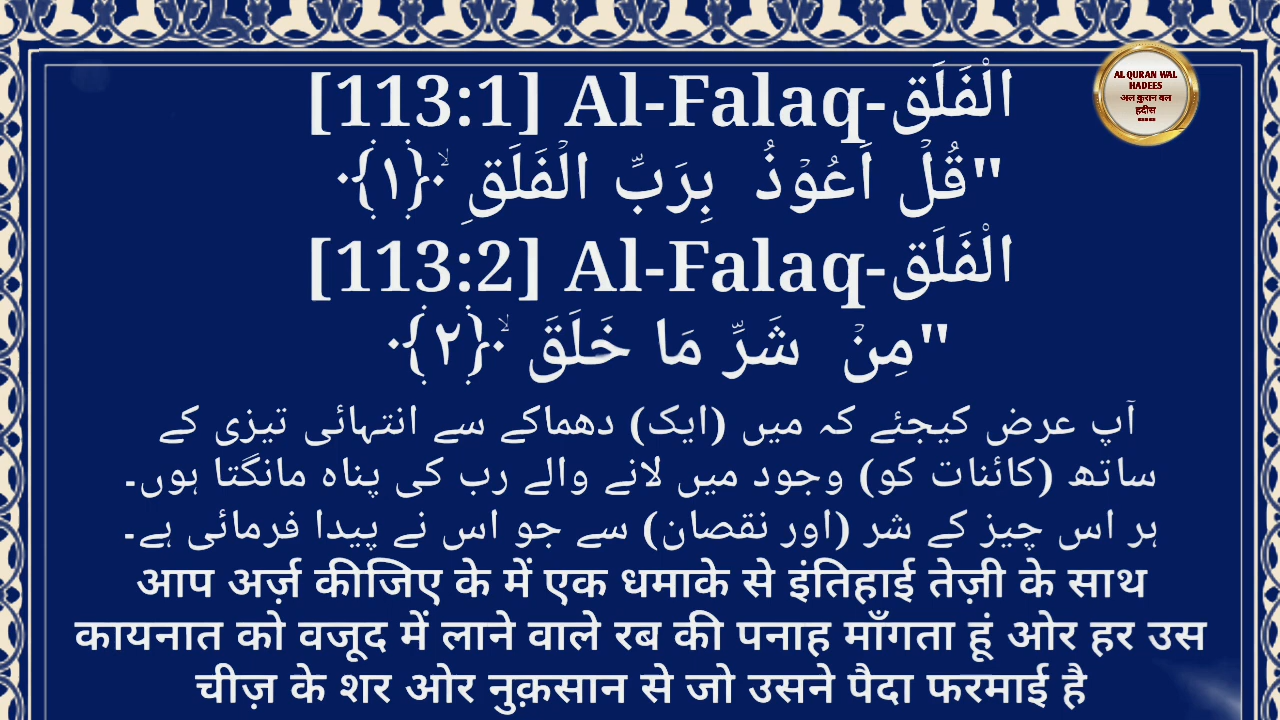 [113:1] Al-Falaq-الْفَلَق
"قُلۡ اَعُوۡذُ بِرَبِّ الۡفَلَقِ ۙ﴿۱﴾
[113:2] Al-Falaq-الْفَلَق
"مِنۡ شَرِّ مَا خَلَقَ ۙ﴿۲﴾
آپ عرض کیجئے کہ میں (ایک) دھماکے سے انتہائی تیزی کے
ساتھ (کائنات کو) وجود میں لانے والے رب کی پناہ مانگتا ہوں۔
ہر اس چیز کے شر (اور نقصان) سے جو اس نے پیدا فرمائی ہے۔
आप अर्ज़ कीजिए के में एक धमाके से इंतिहाई तेज़ी के साथ
कायनात को वजूद में लाने वाले रब की पनाह माँगता हूं ओर हर उस
चीज़ के शर ओर नुक़सान से जो उसने पैदा फरमाई है
AL QURAN WAL
HADEES
अल क़ुरान वल
हदीस